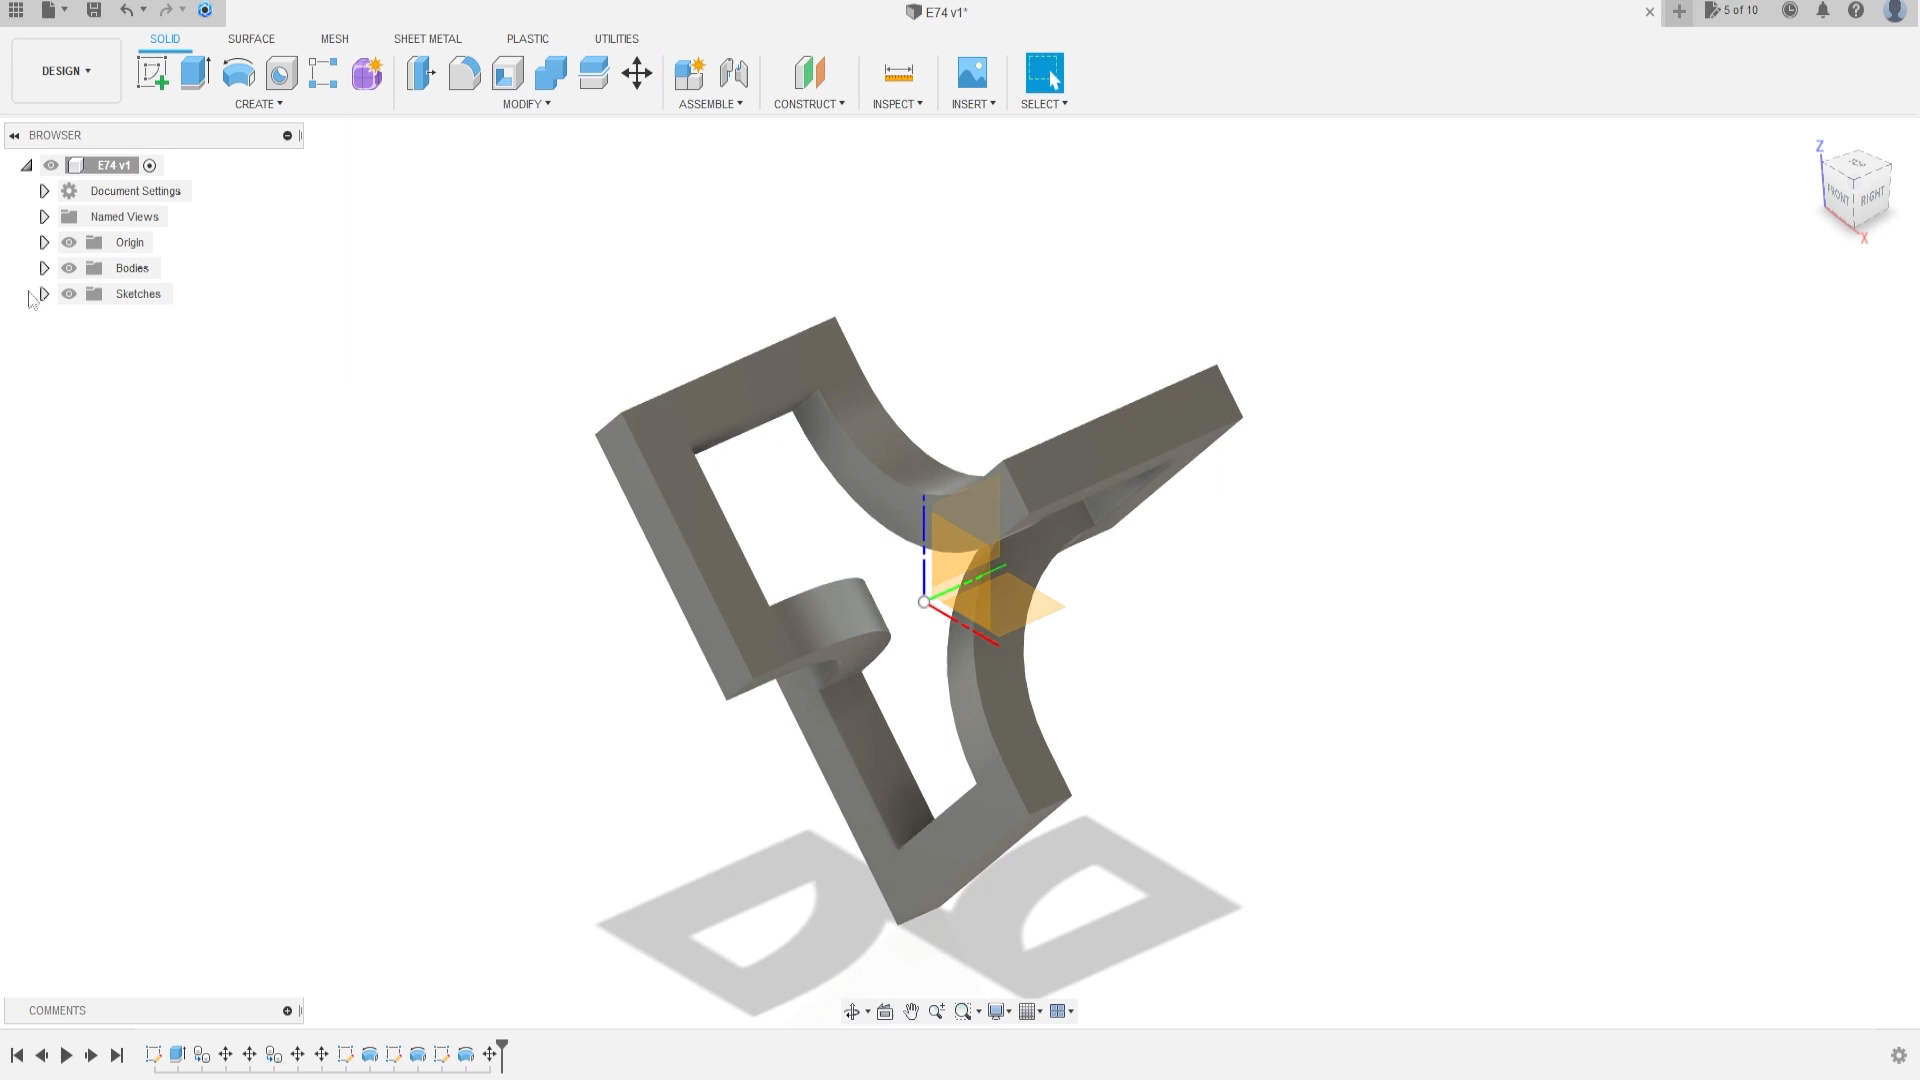 E74 v1*
5 of 10
SOLID SURFACE MESH SHEET METAL PLASTIC UTILITIES
DESIGN
CREATE MODIFY ASSEMBLE CONSTRUCT INSPECT INSERT SELECT
BROWSER
E74 v1
Document Settings
Named Views
Origin
Bodies
Sketches
Z
TOP
FRONT RIGHT
X
COMMENTS